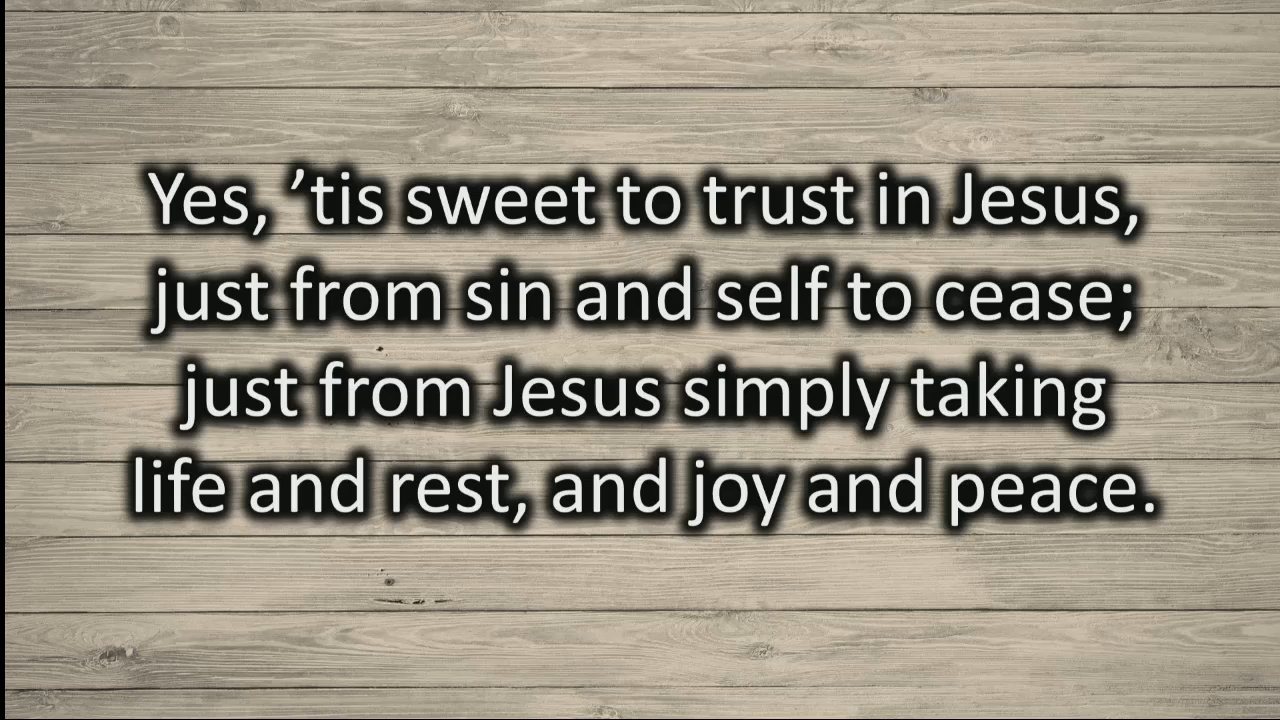 Yes, ’tis sweet to trust in Jesus,
just from sin and self to cease;
just from Jesus simply taking
life and rest, and joy and peace.